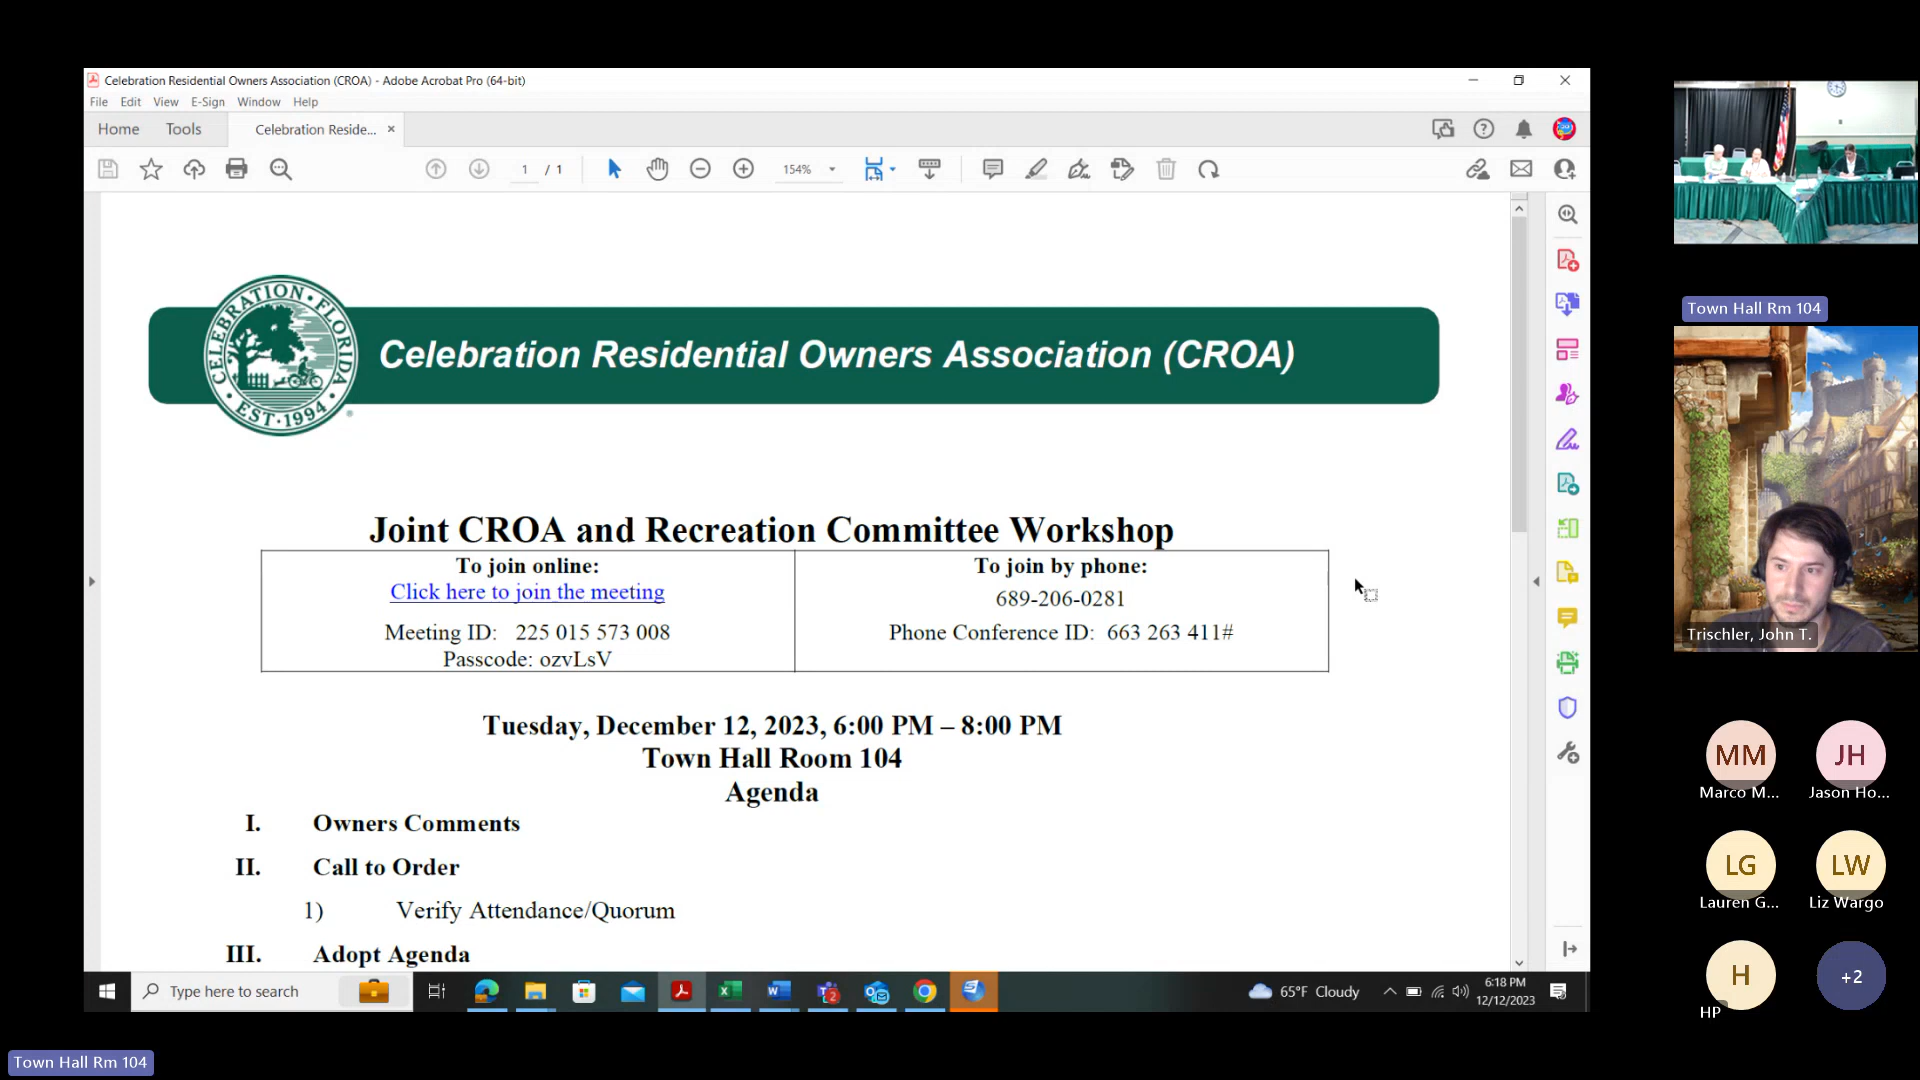 Celebration Residential Owners Association (CROA) - Adobe Acrobat Pro (64-bit)
File Edit View E-Sign Window Help
Home Tools Celebration Reside... ×
1 / 1 154%
CELEBRATION · FLORIDA
EST. 1994
Celebration Residential Owners Association (CROA)
Joint CROA and Recreation Committee Workshop
To join online:
Click here to join the meeting
Meeting ID: 225 015 573 008
Passcode: ozvLsV
To join by phone:
689-206-0281
Phone Conference ID: 663 263 411#
Tuesday, December 12, 2023, 6:00 PM – 8:00 PM
Town Hall Room 104
Agenda
I. Owners Comments
II. Call to Order
1) Verify Attendance/Quorum
III. Adopt Agenda
Type here to search
65°F Cloudy
6:18 PM
12/12/2023
Town Hall Rm 104
Trischler, John T.
MM JH
Marco M... Jason Ho...
LG LW
Lauren G... Liz Wargo
H +2
HP
Town Hall Rm 104